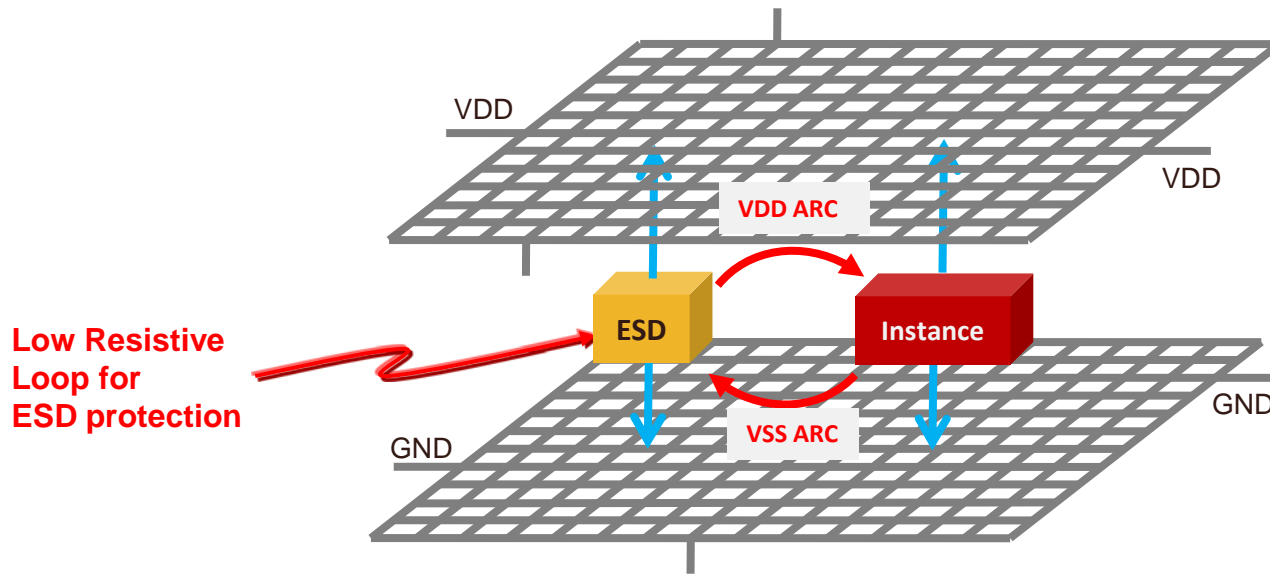 VDD
VDD
VDD ARC
ESD
Instance
Low Resistive
Loop for
ESD protection
GND
VSS ARC
GND